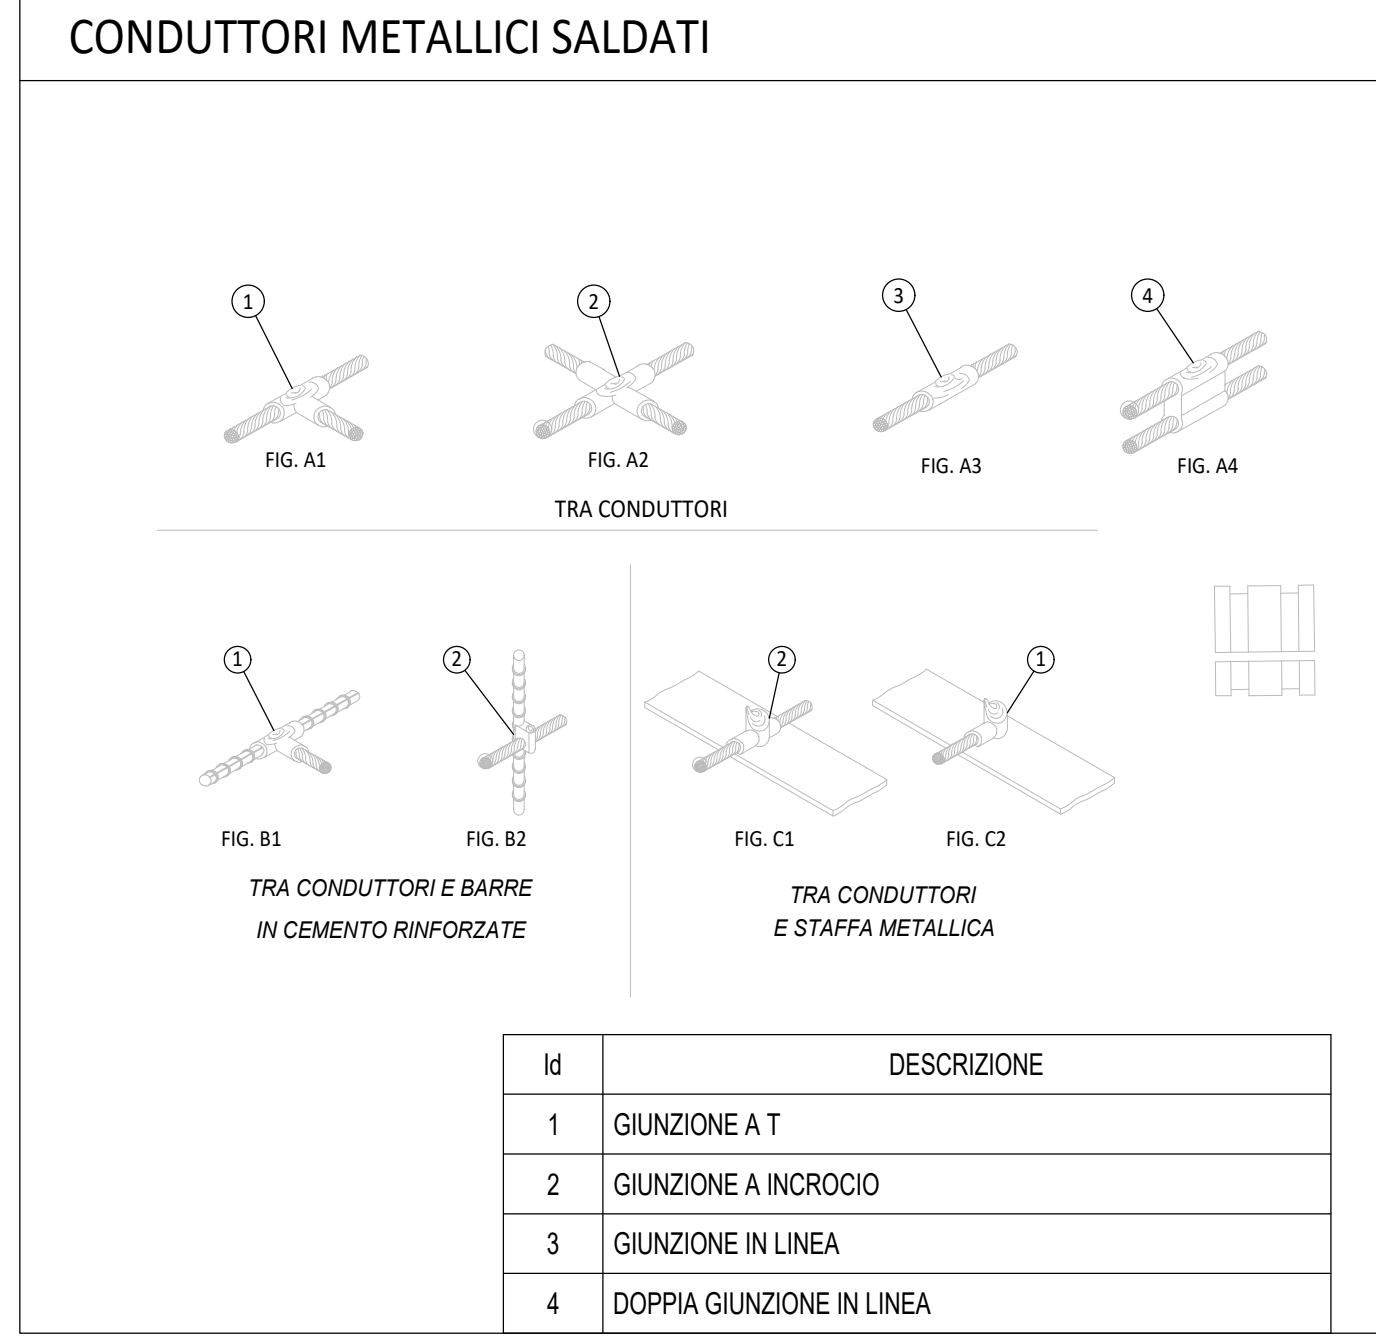 CONDUTTORI METALLICI SALDATI
1
2
3
4
FIG. A1
FIG. A2
FIG. A3
FIG. A4
TRA CONDUTTORI
1
2
2
1
FIG. B1
FIG. B2
FIG. C1
FIG. C2
TRA CONDUTTORI E BARRE
IN CEMENTO RINFORZATE
TRA CONDUTTORI
E STAFFA METALLICA
Id DESCRIZIONE
1 GIUNZIONE A T
2 GIUNZIONE A INCROCIO
3 GIUNZIONE IN LINEA
4 DOPPIA GIUNZIONE IN LINEA